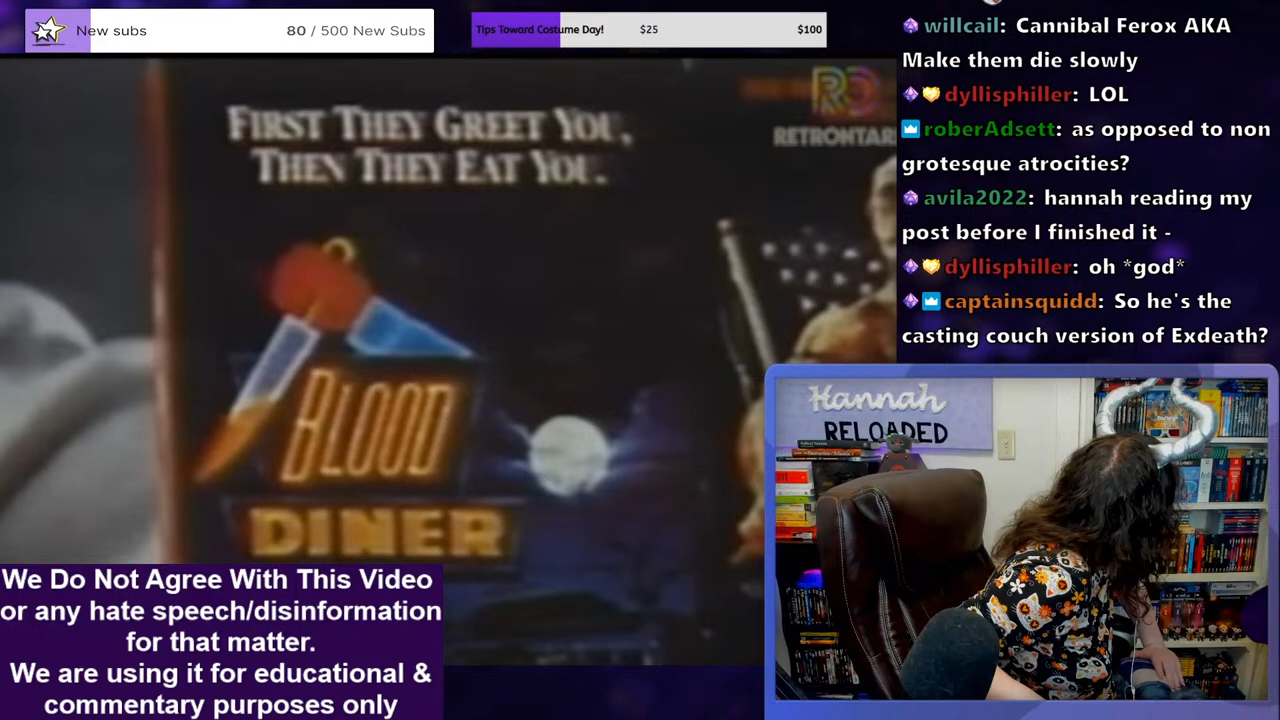 New subs
80 / 500 New Subs
Tips Toward Costume Day!
$25
$100
FIRST THEY GREET YOU,
THEN THEY EAT YOU.
RETRONTAR
BLOOD
DINER
We Do Not Agree With This Video
or any hate speech/disinformation
for that matter.
We are using it for educational &
commentary purposes only
willcail: Cannibal Ferox AKA
Make them die slowly
dyllisphiller: LOL
roberAdsett: as opposed to non
grotesque atrocities?
avila2022: hannah reading my
post before I finished it -
dyllisphiller: oh *god*
captainsquidd: So he's the
casting couch version of Exdeath?
Hannah
RELOADED